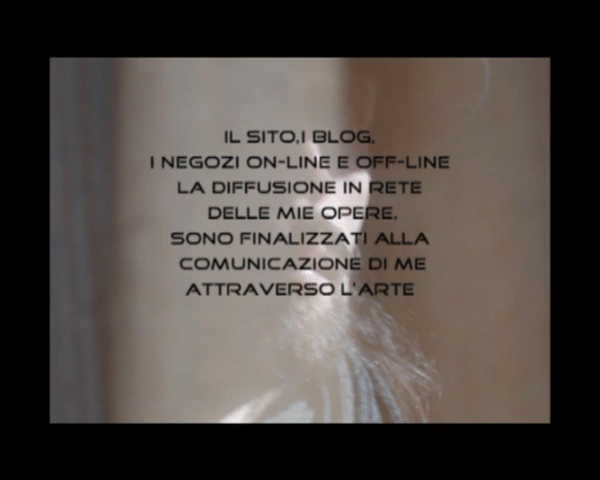 IL SITO,I BLOG,
I NEGOZI ON-LINE E OFF-LINE
LA DIFFUSIONE IN RETE
DELLE MIE OPERE,
SONO FINALIZZATI ALLA
COMUNICAZIONE DI ME
ATTRAVERSO L'ARTE